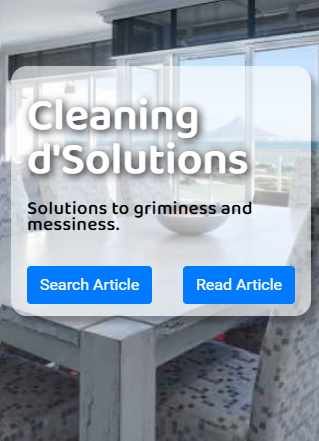 Cleaning
d'Solutions
Solutions to griminess and
messiness.
Search Article
Read Article